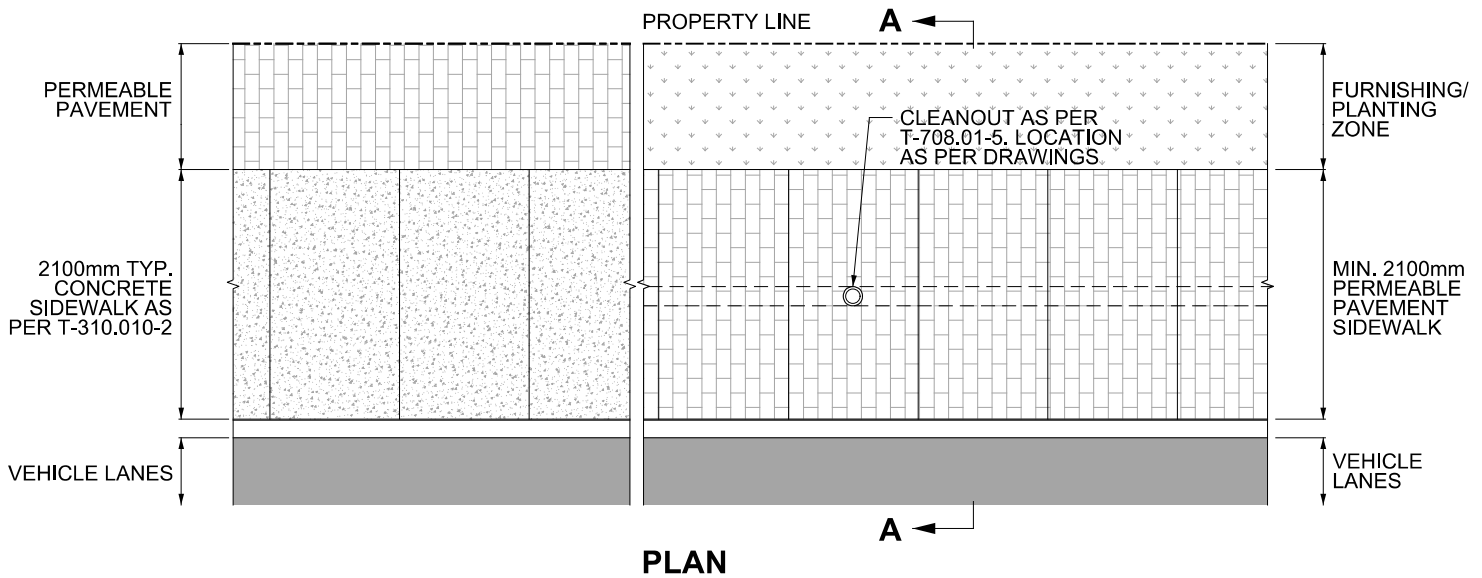 PROPERTY LINE
A
PERMEABLE
PAVEMENT
CLEANOUT AS PER
T-708.01-5. LOCATION
AS PER DRAWINGS
FURNISHING/
PLANTING
ZONE
2100mm TYP.
CONCRETE
SIDEWALK AS
PER T-310.010-2
MIN. 2100mm
PERMEABLE
PAVEMENT
SIDEWALK
VEHICLE LANES
VEHICLE
LANES
A
PLAN